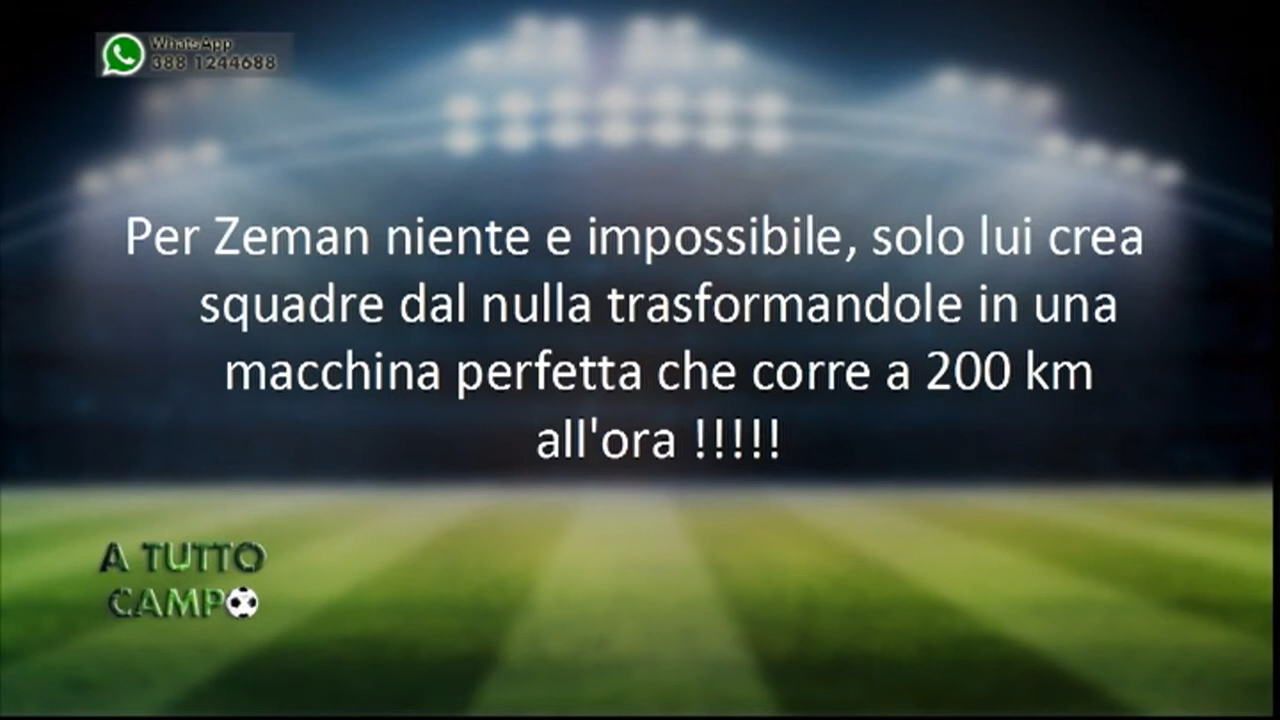 WhatsApp
388 1244688
Per Zeman niente e impossibile, solo lui crea
squadre dal nulla trasformandole in una
macchina perfetta che corre a 200 km
all'ora !!!!!
A TUTTO
CAMPO